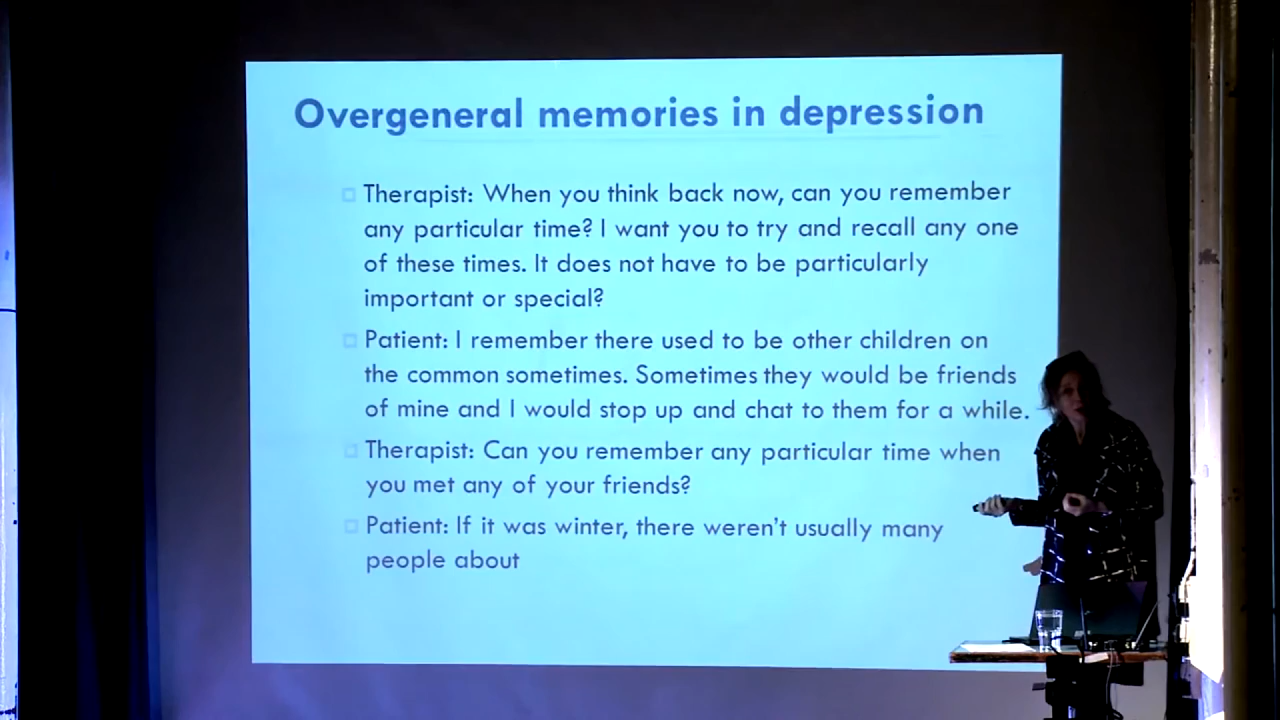 Overgeneral memories in depression
Therapist: When you think back now, can you remember
any particular time? I want you to try and recall any one
of these times. It does not have to be particularly
important or special?
Patient: I remember there used to be other children on
the common sometimes. Sometimes they would be friends
of mine and I would stop up and chat to them for a while.
Therapist: Can you remember any particular time when
you met any of your friends?
Patient: If it was winter, there weren't usually many
people about